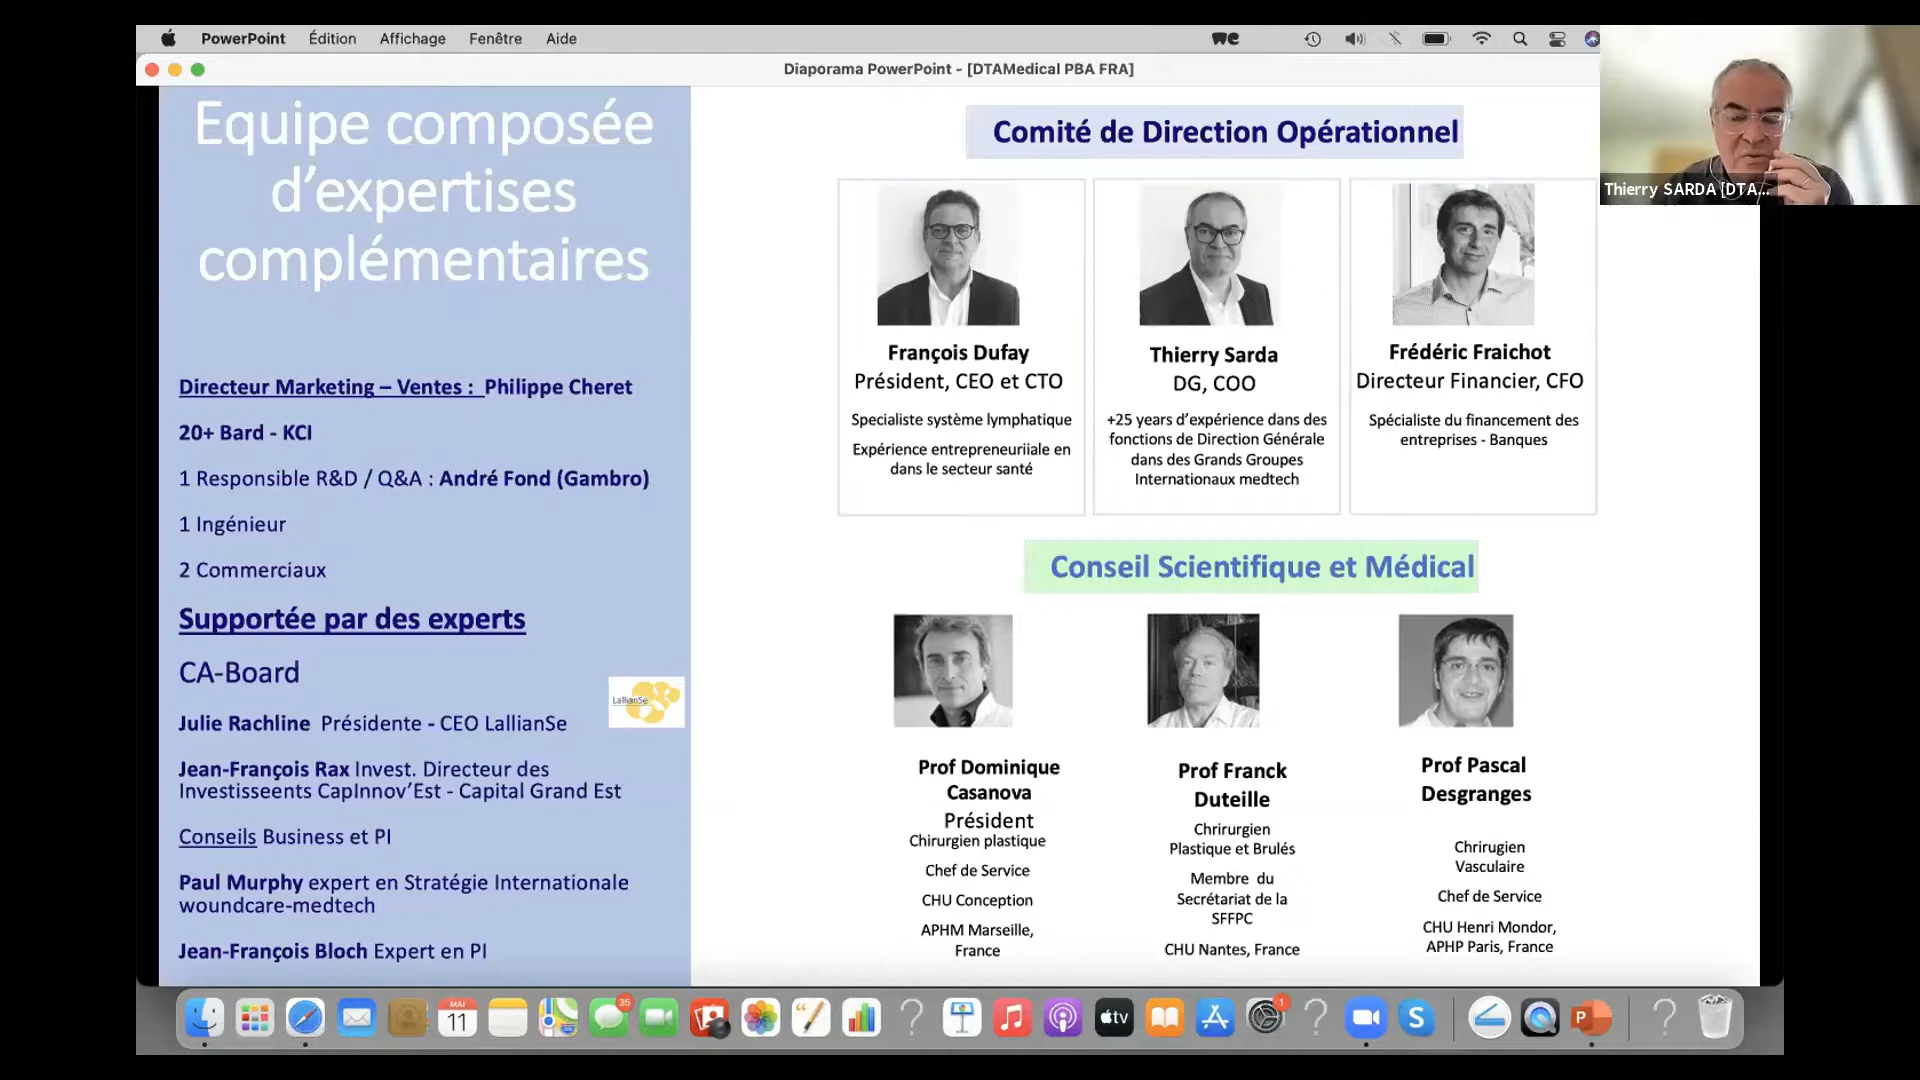 PowerPoint Édition Affichage Fenêtre Aide
Diaporama PowerPoint - [DTAMedical PBA FRA]
Thierry SARDA [DTA...
Equipe composée
d’expertises
complémentaires
Directeur Marketing – Ventes : Philippe Cheret
20+ Bard - KCI
1 Responsible R&D / Q&A : André Fond (Gambro)
1 Ingénieur
2 Commerciaux
Supportée par des experts
CA-Board
LallianSe
Julie Rachline Présidente - CEO LallianSe
Jean-François Rax Invest. Directeur des
Investisseents CapInnov’Est - Capital Grand Est
Conseils Business et PI
Paul Murphy expert en Stratégie Internationale
woundcare-medtech
Jean-François Bloch Expert en PI
Comité de Direction Opérationnel
François Dufay
Président, CEO et CTO
Specialiste système lymphatique
Expérience entrepreneuriiale en
dans le secteur santé
Thierry Sarda
DG, COO
+25 years d’expérience dans des
fonctions de Direction Générale
dans des Grands Groupes
Internationaux medtech
Frédéric Fraichot
Directeur Financier, CFO
Spécialiste du financement des
entreprises - Banques
Conseil Scientifique et Médical
Prof Dominique
Casanova
Président
Chirurgien plastique
Chef de Service
CHU Conception
APHM Marseille,
France
Prof Franck
Duteille
Chrirurgien
Plastique et Brulés
Membre du
Secrétariat de la
SFFPC
CHU Nantes, France
Prof Pascal
Desgranges
Chrirugien
Vasculaire
Chef de Service
CHU Henri Mondor,
APHP Paris, France
MAI
11
35
tv
1
S
P